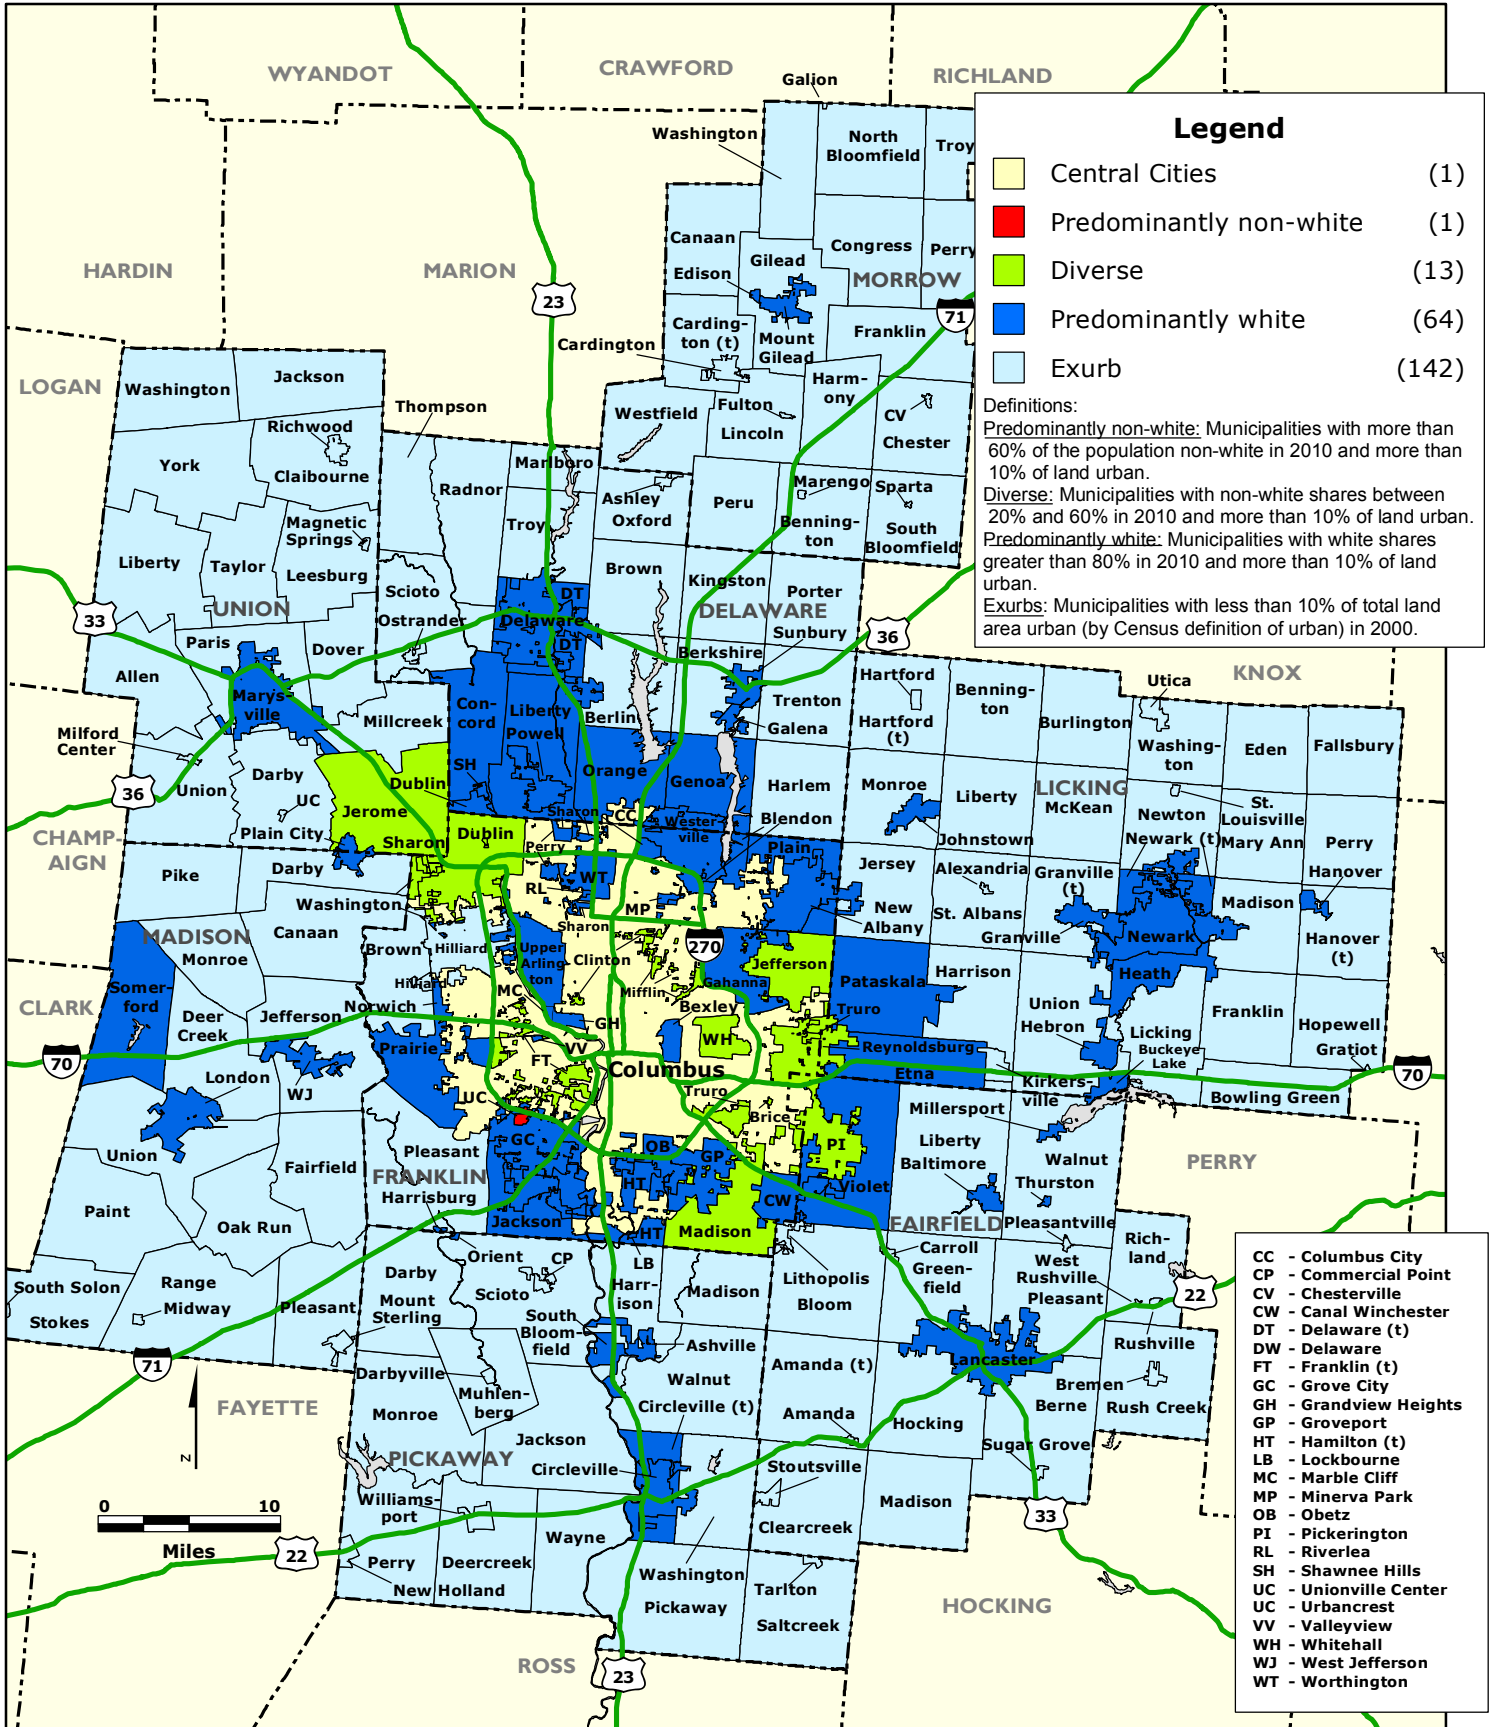 WYANDOT
CRAWFORD
RICHLAND
Galion
Washington
North
Bloomfield
Troy
Legend
Central Cities (1)
Predominantly non-white (1)
Diverse (13)
Predominantly white (64)
Exurb (142)
Definitions:
Predominantly non-white: Municipalities with more than
60% of the population non-white in 2010 and more than
10% of land urban.
Diverse: Municipalities with non-white shares between
20% and 60% in 2010 and more than 10% of land urban.
Predominantly white: Municipalities with white shares
greater than 80% in 2010 and more than 10% of land
urban.
Exurbs: Municipalities with less than 10% of total land
area urban (by Census definition of urban) in 2000.
HARDIN
MARION
Canaan
Gilead
Congress
Perry
Edison
MORROW
23
71
Carding-
ton (t)
Mount
Gilead
Franklin
Cardington
LOGAN
Washington
Jackson
Harm-
ony
Thompson
Westfield
Fulton
Lincoln
CV
Chester
Richwood
York
Claibourne
Marlboro
Radnor
Ashley
Oxford
Peru
Marengo
Sparta
Troy
Benning-
ton
South
Bloomfield
Magnetic
Springs
Liberty
Taylor
Leesburg
Brown
Kingston
Porter
Scioto
DT
UNION
DELAWARE
33
Ostrander
Delaware
Sunbury
36
DT
Paris
Dover
Berkshire
Allen
Hartford
KNOX
Utica
Marys-
ville
Con-
cord
Liberty
Berlin
Trenton
Benning-
ton
Millcreek
Powell
Galena
Hartford
(t)
Burlington
Milford
Center
Washing-
ton
Eden
Fallsbury
Darby
SH
Orange
Genoa
Harlem
Monroe
LICKING
36
Union
UC
Dublin
Liberty
McKean
St.
Louisville
Jerome
Sharon
CC
Wester-
ville
Blendon
Newton
CHAMP-
AIGN
Plain City
Sharon
Dublin
Perry
Johnstown
Newark (t)
Mary Ann
Perry
Plain
Pike
Darby
RL
WT
Jersey
Alexandria
Granville
(t)
Hanover
Washington
MP
New
Albany
St. Albans
Madison
Canaan
Sharon
MADISON
Monroe
Brown
Hilliard
Upper
Arling-
ton
270
Granville
Newark
Hanover
(t)
Clinton
Jefferson
Somer-
ford
Hilliard
MC
Mifflin
Gahanna
Pataskala
Harrison
Heath
CLARK
Deer
Creek
Jefferson
Norwich
Bexley
Truro
Union
Franklin
GH
Hebron
Licking
Hopewell
Prairie
VV
WH
Reynoldsburg
Buckeye
Lake
Gratiot
70
FT
Columbus
Etna
70
London
Truro
Kirkers-
ville
WJ
UC
Brice
Millersport
Bowling Green
GC
PI
Liberty
Union
Pleasant
OB
GP
Baltimore
Walnut
PERRY
Fairfield
FRANKLIN
Harrisburg
HT
CW
Violet
Thurston
Paint
Oak Run
Jackson
HT
Madison
FAIRFIELD
Pleasantville
Rich-
land
Orient
CP
LB
Carroll
West
Rushville
Darby
Harr-
ison
Lithopolis
Green-
field
South Solon
Range
Scioto
Madison
Bloom
Pleasant
22
Midway
Pleasant
Mount
Sterling
South
Bloom-
field
Stokes
Ashville
Rushville
71
Amanda (t)
Lancaster
Darbyville
Walnut
Bremen
FAYETTE
Muhlen-
berg
Circleville (t)
Amanda
Berne
Rush Creek
Monroe
Hocking
Jackson
Sugar Grove
PICKAWAY
Circleville
Stoutsville
N
0 10
Miles
Williams-
port
Madison
33
Clearcreek
Wayne
22
Perry
Deercreek
New Holland
Washington
Tarlton
Pickaway
Saltcreek
HOCKING
ROSS
23
CC - Columbus City
CP - Commercial Point
CV - Chesterville
CW - Canal Winchester
DT - Delaware (t)
DW - Delaware
FT - Franklin (t)
GC - Grove City
GH - Grandview Heights
GP - Groveport
HT - Hamilton (t)
LB - Lockbourne
MC - Marble Cliff
MP - Minerva Park
OB - Obetz
PI - Pickerington
RL - Riverlea
SH - Shawnee Hills
UC - Unionville Center
UC - Urbancrest
VV - Valleyview
WH - Whitehall
WJ - West Jefferson
WT - Worthington